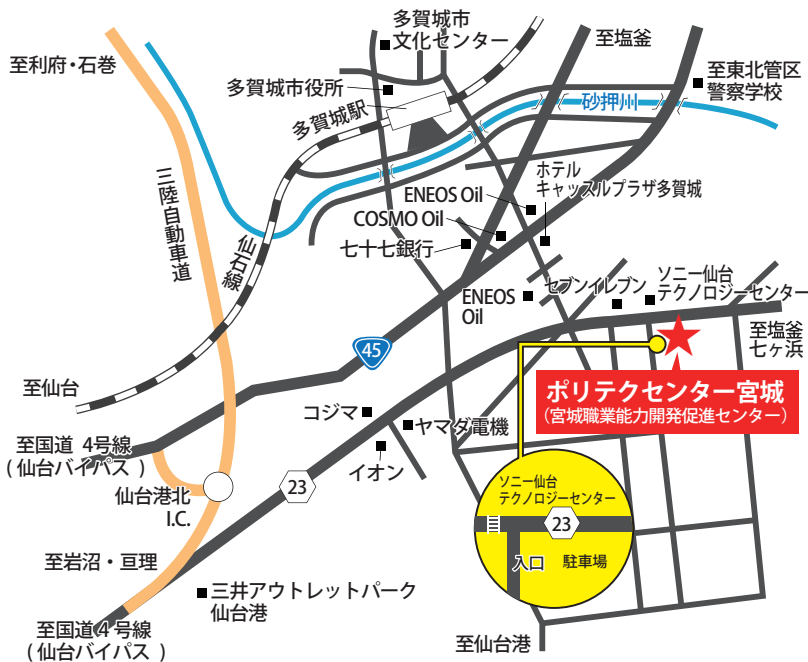 多賀城市
文化センター
至塩釜
至利府・石巻
多賀城市役所
多賀城駅
砂押川
至東北管区
警察学校
三陸自動車道
仙石線
ホテル
キャッスルプラザ多賀城
ENEOS Oil
COSMO Oil
七十七銀行
ENEOS
Oil
セブンイレブン
ソニー仙台
テクノロジーセンター
至塩釜
七ヶ浜
45
至仙台
ポリテクセンター宮城
(宮城職業能力開発促進センター)
コジマ
ヤマダ電機
イオン
至国道 4号線
(仙台バイパス )
仙台港北
I.C.
23
ソニー仙台
テクノロジーセンター
23
入口
駐車場
至岩沼・亘理
三井アウトレットパーク
仙台港
至国道4号線
(仙台バイパス )
至仙台港